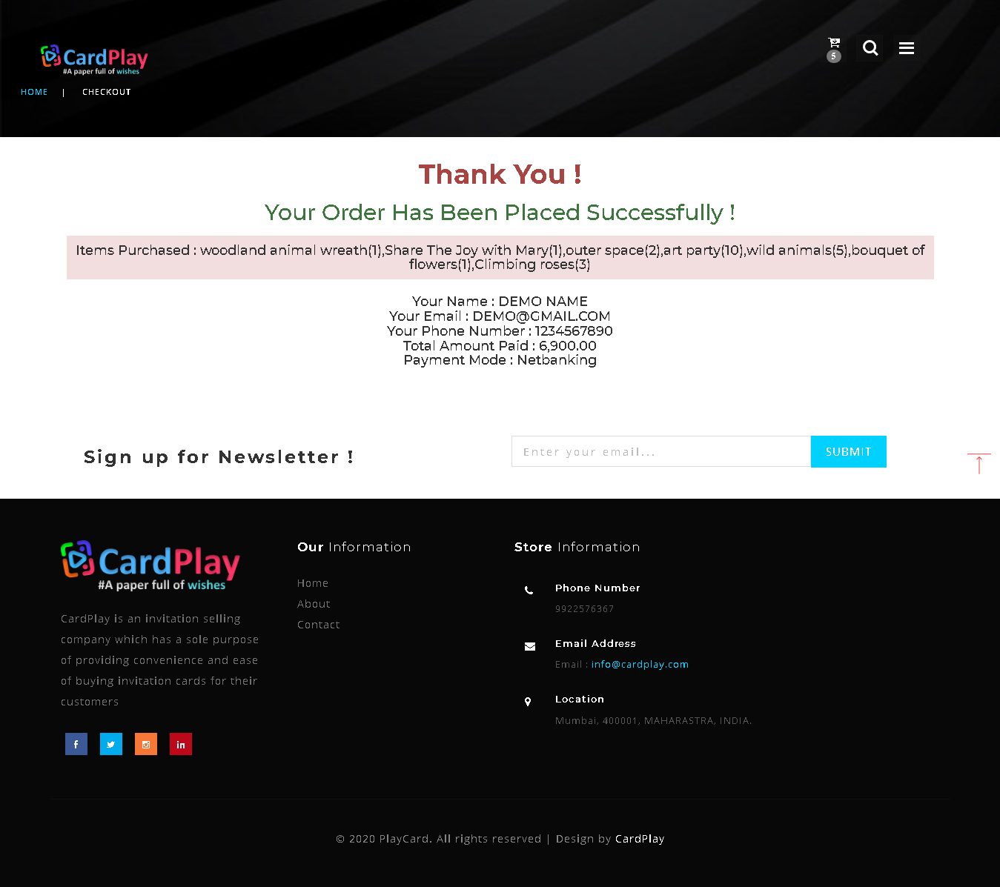 CardPlay
#A paper full of wishes
5
HOME | CHECKOUT
Thank You !
Your Order Has Been Placed Successfully !
Items Purchased : woodland animal wreath(1),Share The Joy with Mary(1),outer space(2),art party(10),wild animals(5),bouquet of
flowers(1),Climbing roses(3)
Your Name : DEMO NAME
Your Email : DEMO@GMAIL.COM
Your Phone Number : 1234567890
Total Amount Paid : 6,900.00
Payment Mode : Netbanking
Sign up for Newsletter !
Enter your email...
SUBMIT
CardPlay
#A paper full of wishes
CardPlay is an invitation selling
company which has a sole purpose
of providing convenience and ease
of buying invitation cards for their
customers
Our Information
Home
About
Contact
Store Information
Phone Number
9922576367
Email Address
Email : info@cardplay.com
Location
Mumbai, 400001, MAHARASTRA, INDIA.
© 2020 PlayCard. All rights reserved | Design by CardPlay